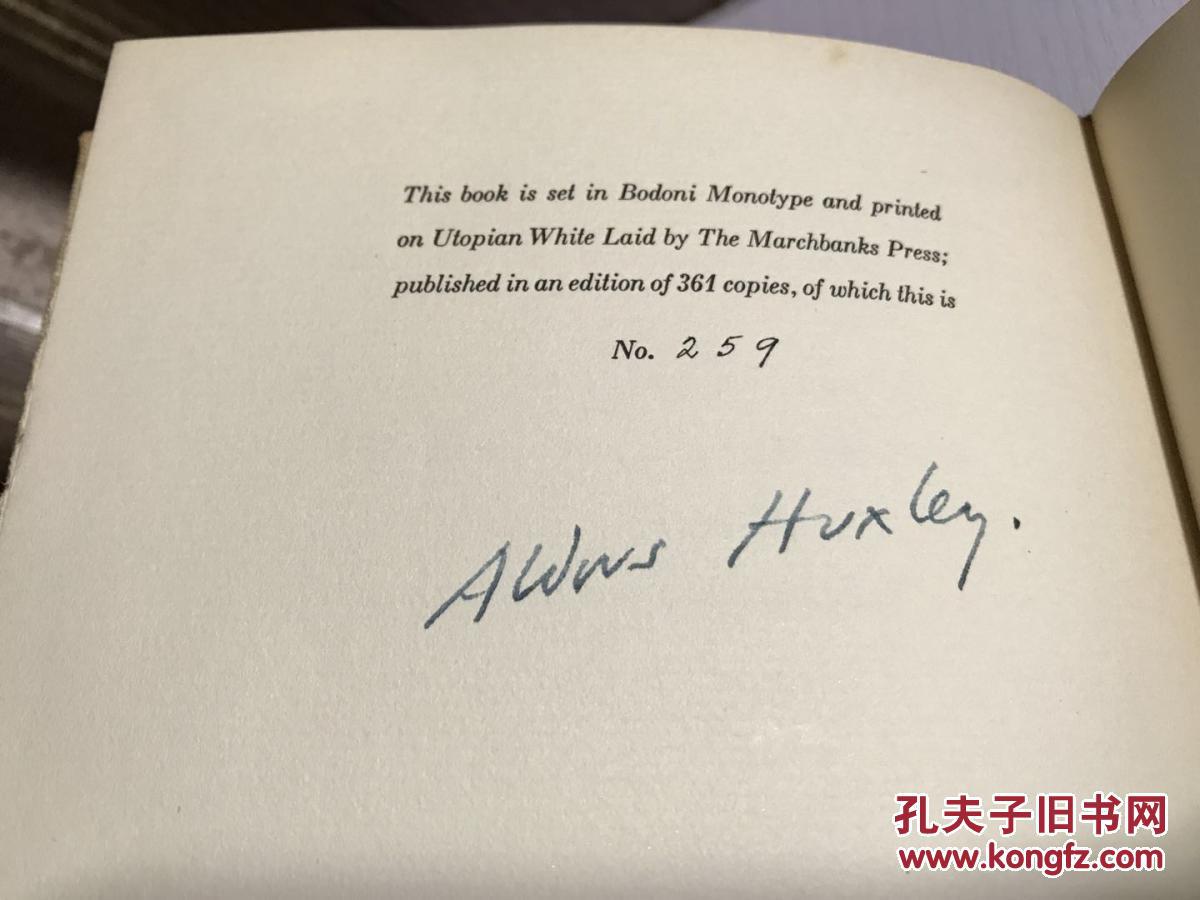 This book is set in Bodoni Monotype and printed
on Utopian White Laid by The Marchbanks Press;
published in an edition of 361 copies, of which this is
No. 259
Aldous Huxley.
孔夫子旧书网
www.kongfz.com